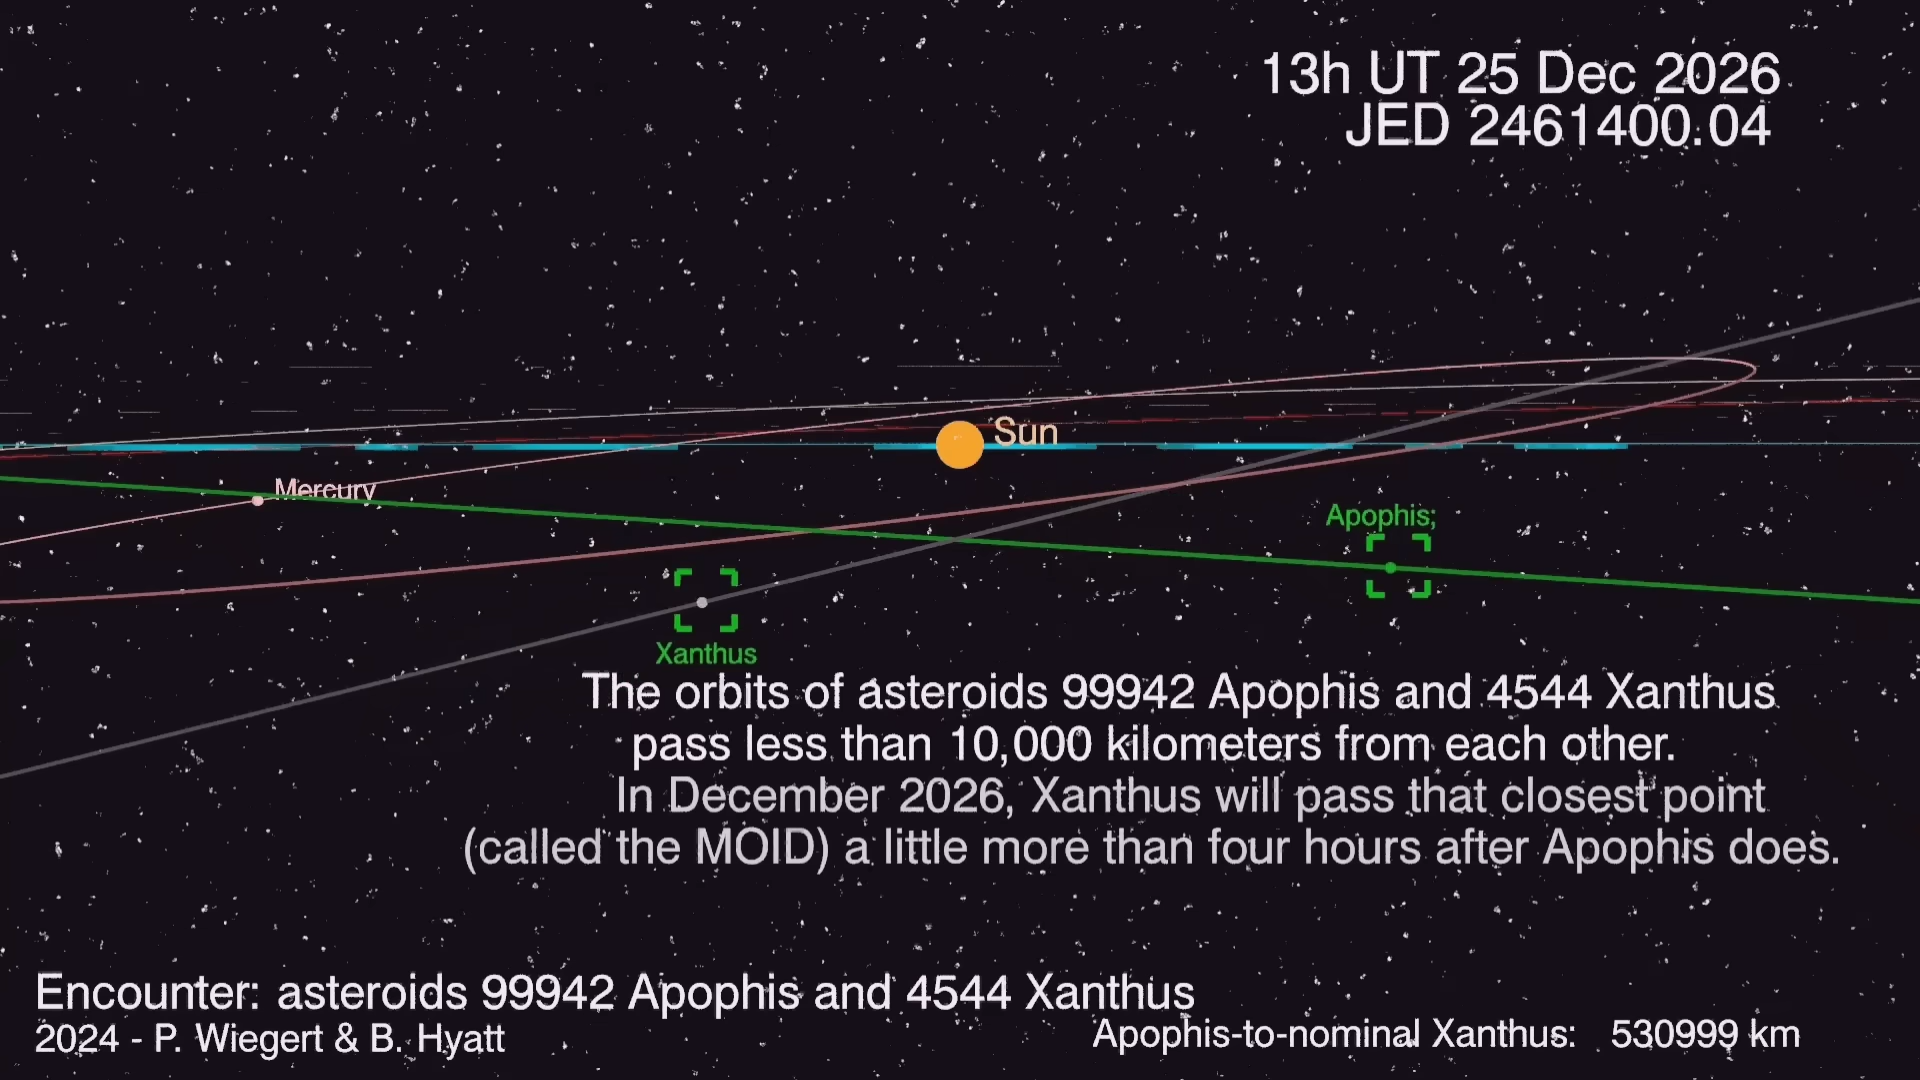 13h UT 25 Dec 2026
JED 2461400.04
Sun
Mercury
Apophis;
Xanthus
The orbits of asteroids 99942 Apophis and 4544 Xanthus
pass less than 10,000 kilometers from each other.
In December 2026, Xanthus will pass that closest point
(called the MOID) a little more than four hours after Apophis does.
Encounter: asteroids 99942 Apophis and 4544 Xanthus
2024 - P. Wiegert & B. Hyatt
Apophis-to-nominal Xanthus: 530999 km